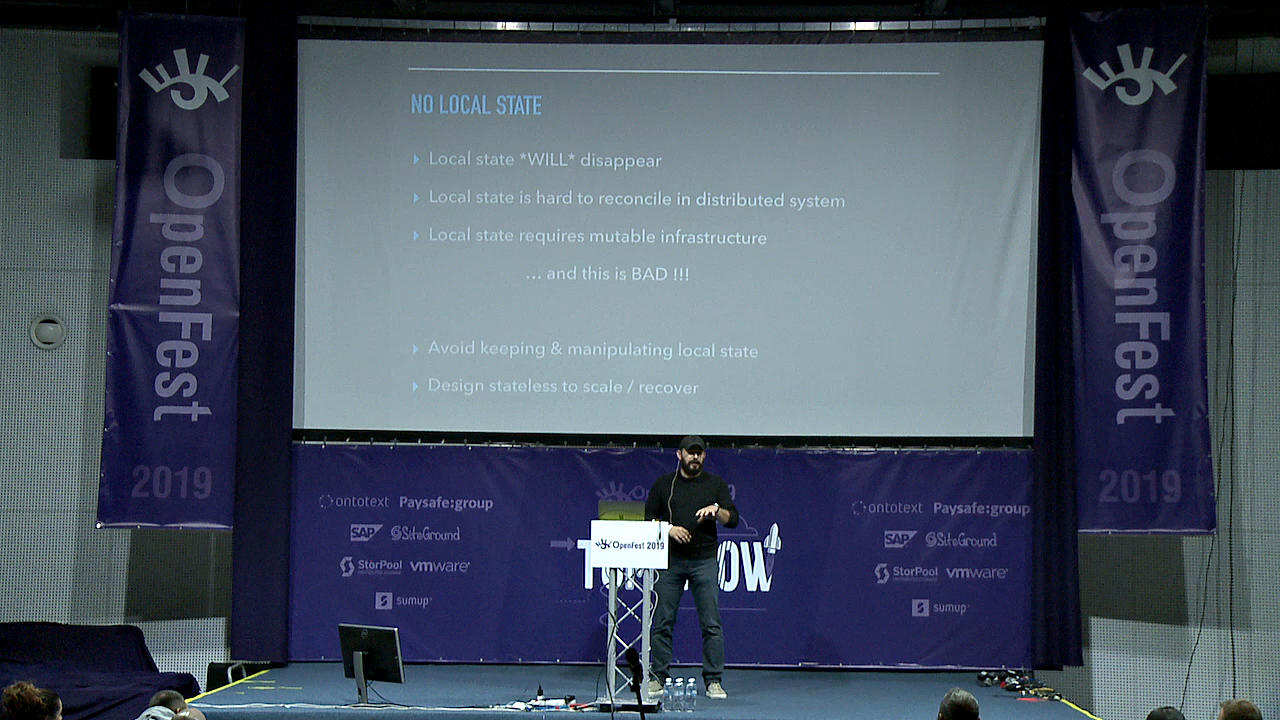 NO LOCAL STATE
Local state *WILL* disappear
Local state is hard to reconcile in distributed system
Local state requires mutable infrastructure
... and this is BAD !!!
Avoid keeping & manipulating local state
Design stateless to scale / recover
OpenFest
2019
OpenFest
2019
ontotext Paysafe:group
SAP SiteGround
StorPool vmware
sumup
OpenFest 2019
ontotext Paysafe:group
SAP SiteGround
StorPool vmware
sumup